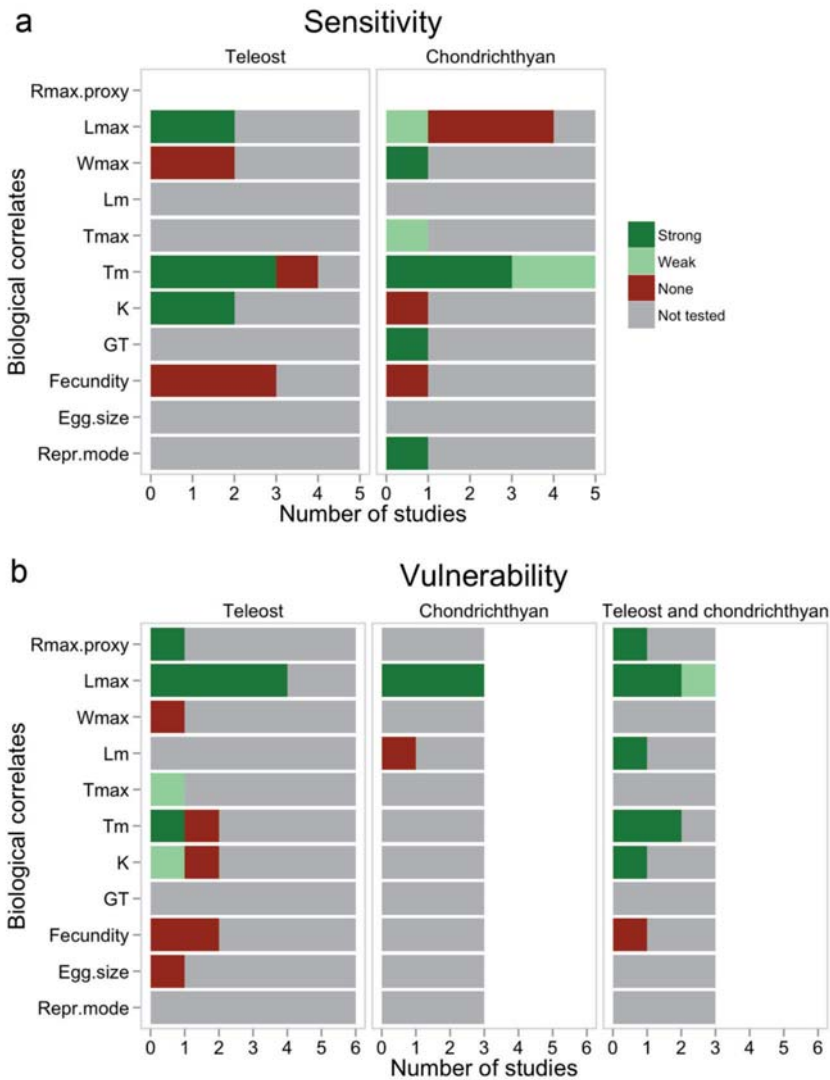 a
Sensitivity
Teleost Chondrichthyan
Biological correlates
Rmax.proxy
Lmax
Wmax
Lm
Tmax
Tm
K
GT
Fecundity
Egg.size
Repr.mode
0 1 2 3 4 5 0 1 2 3 4 5
Number of studies
Strong
Weak
None
Not tested
b
Vulnerability
Teleost Chondrichthyan Teleost and chondrichthyan
Biological correlates
Rmax.proxy
Lmax
Wmax
Lm
Tmax
Tm
K
GT
Fecundity
Egg.size
Repr.mode
0 1 2 3 4 5 6 0 1 2 3 4 5 6 0 1 2 3 4 5 6
Number of studies